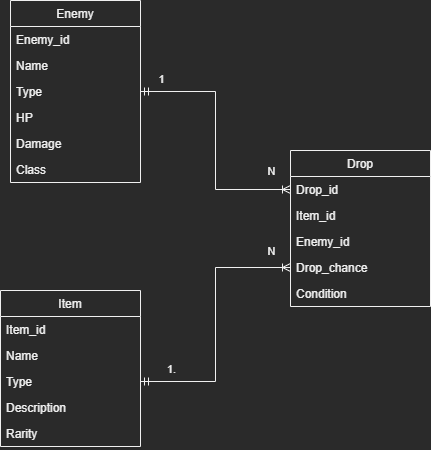 Enemy
Enemy_id
Name
Type
HP
Damage
Class
1
N
Drop
Drop_id
Item_id
Enemy_id
Drop_chance
Condition
N
Item
Item_id
Name
Type
Description
Rarity
1.